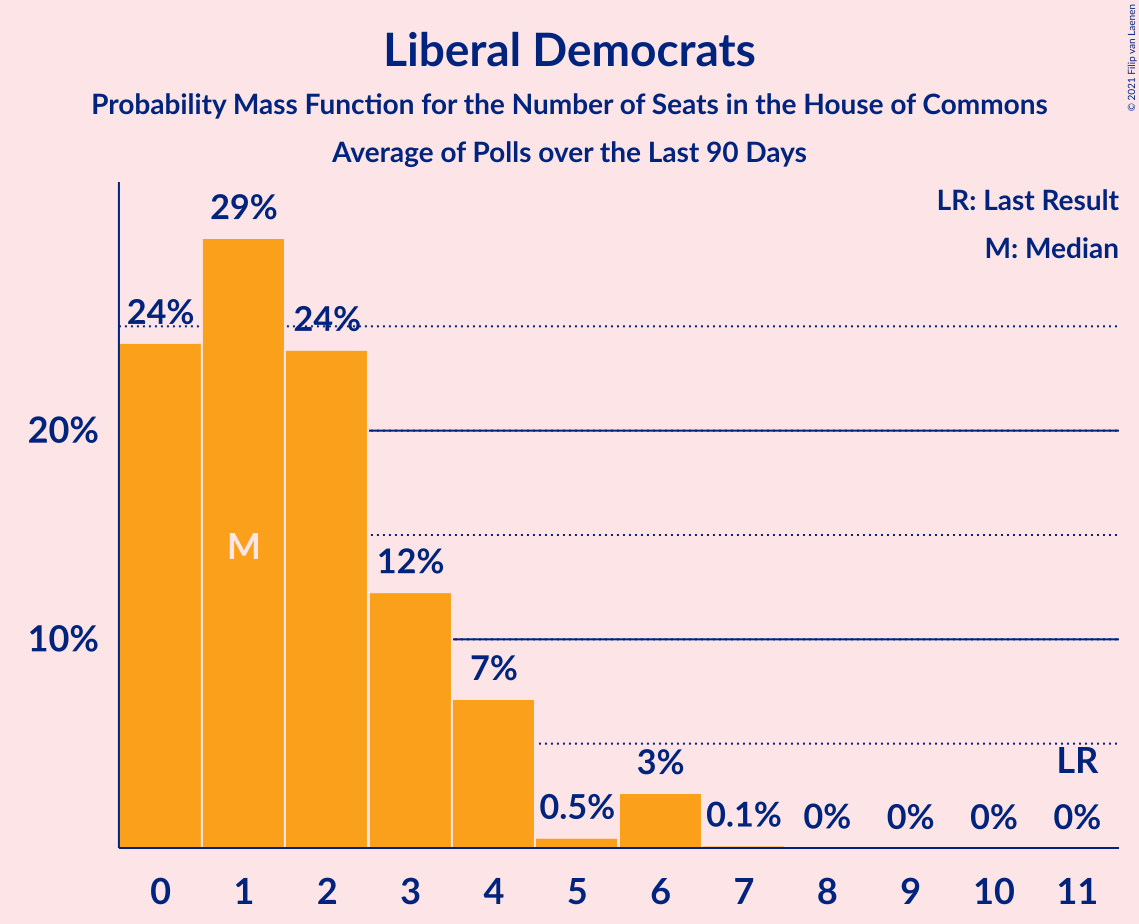 Liberal Democrats
Probability Mass Function for the Number of Seats in the House of Commons
Average of Polls over the Last 90 Days
© 2021 Filip van Laenen
LR: Last Result
M: Median
29%
24%
24%
20%
M
12%
10%
7%
3%
LR
0.5%
0.1%
0%
0%
0%
0%
0 1 2 3 4 5 6 7 8 9 10 11